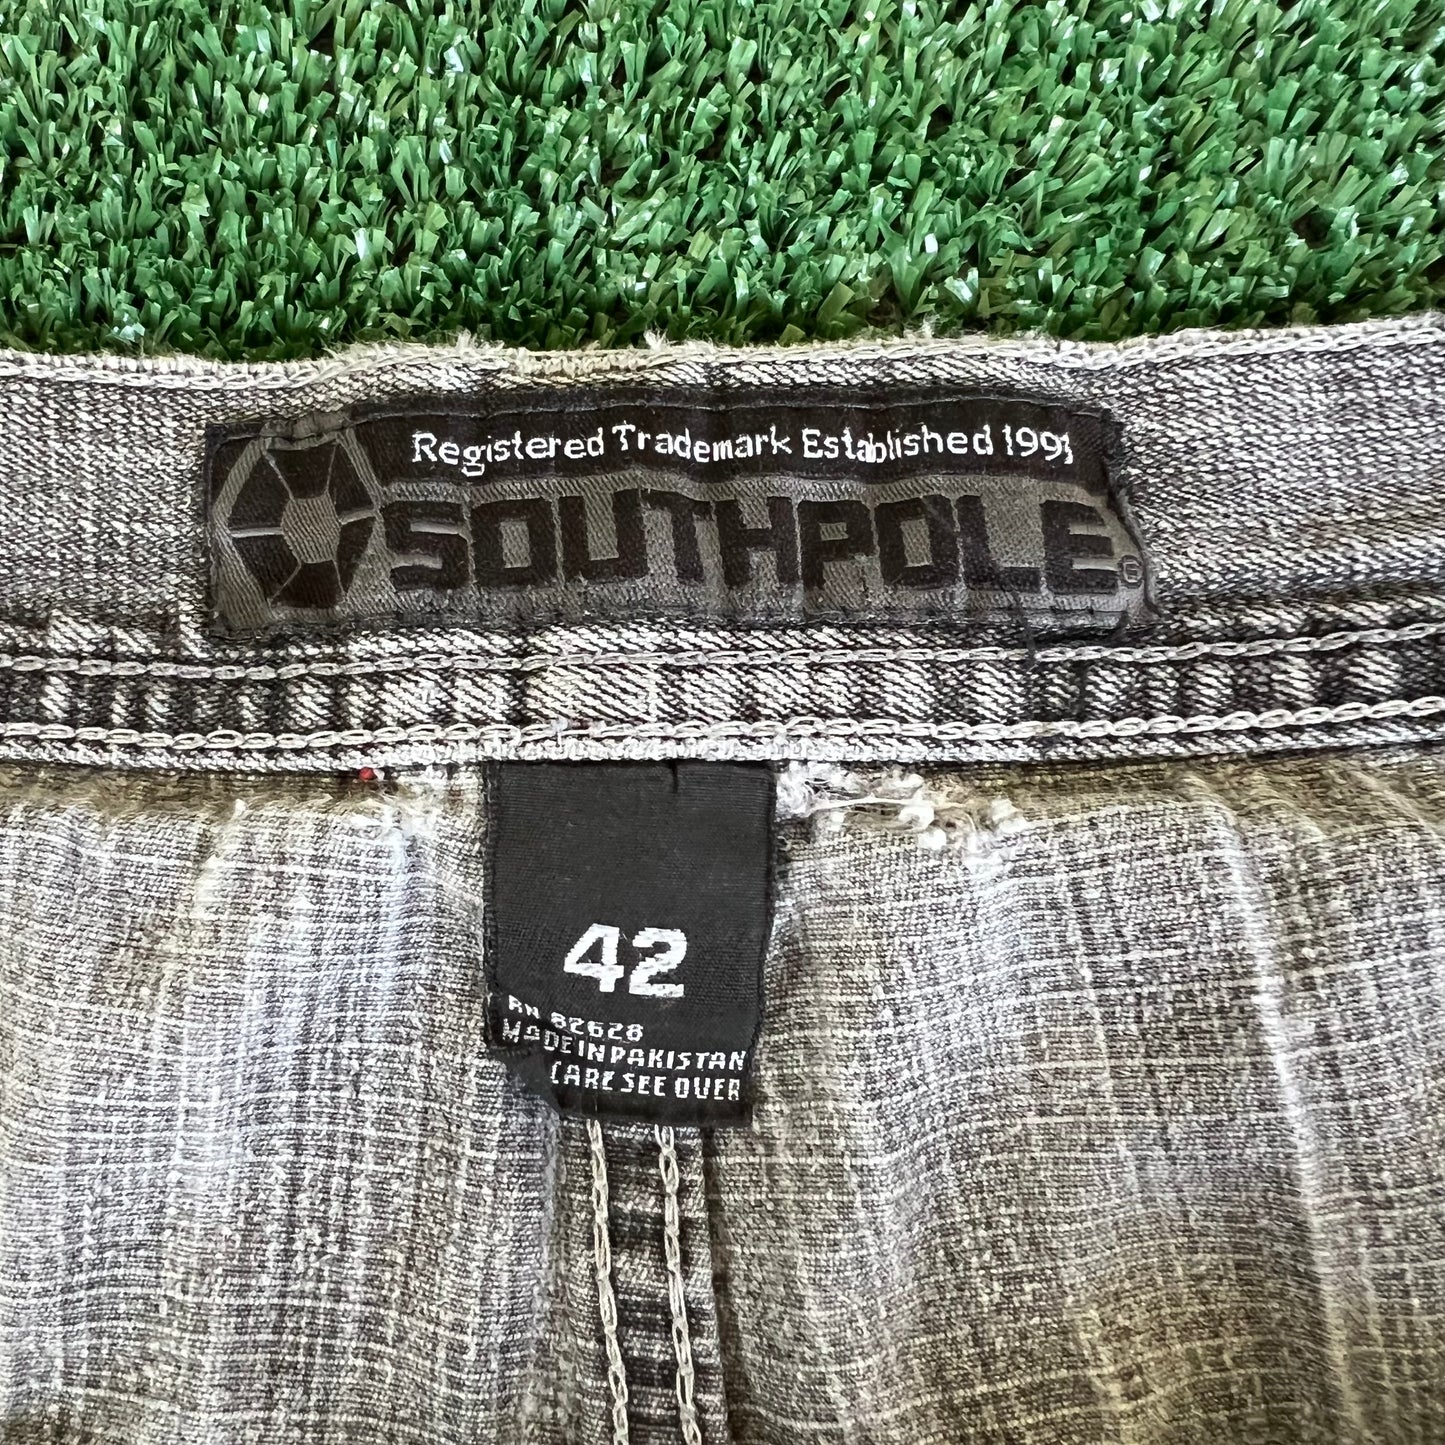 Registered Trademark Established 1991
SOUTHPOLE
®
42
RN 82628
MADE IN PAKISTAN
CARE SEE OVER